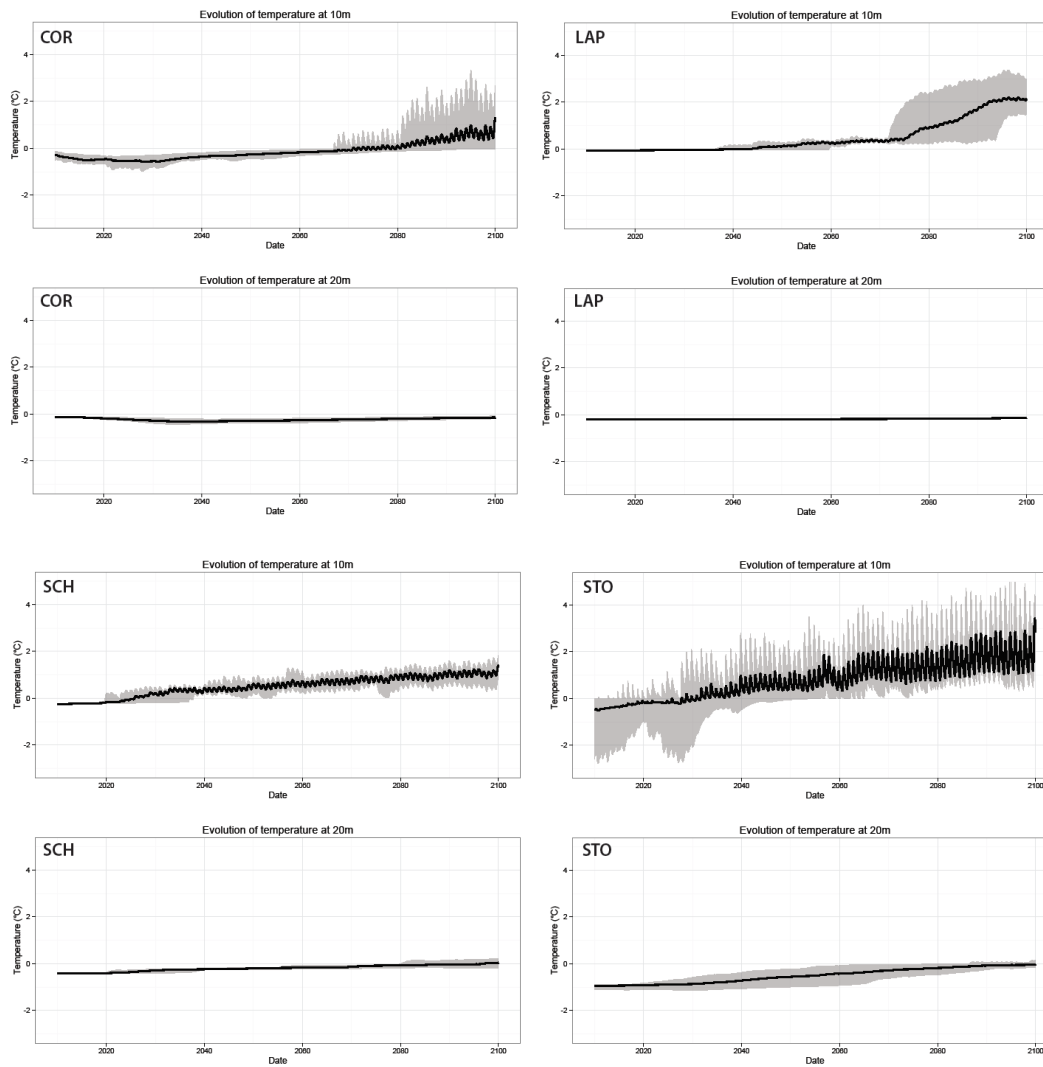 Evolution of temperature at 10m
COR
4
2
0
-2
Temperature (°C)
2020 2040 2060 2080 2100
Date
Evolution of temperature at 10m
LAP
4
2
0
-2
Temperature (°C)
2020 2040 2060 2080 2100
Date
Evolution of temperature at 20m
COR
4
2
0
-2
Temperature (°C)
2020 2040 2060 2080 2100
Date
Evolution of temperature at 20m
LAP
4
2
0
-2
Temperature (°C)
2020 2040 2060 2080 2100
Date
Evolution of temperature at 10m
SCH
4
2
0
-2
Temperature (°C)
2020 2040 2060 2080 2100
Date
Evolution of temperature at 10m
STO
4
2
0
-2
Temperature (°C)
2020 2040 2060 2080 2100
Date
Evolution of temperature at 20m
SCH
4
2
0
-2
Temperature (°C)
2020 2040 2060 2080 2100
Date
Evolution of temperature at 20m
STO
4
2
0
-2
Temperature (°C)
2020 2040 2060 2080 2100
Date